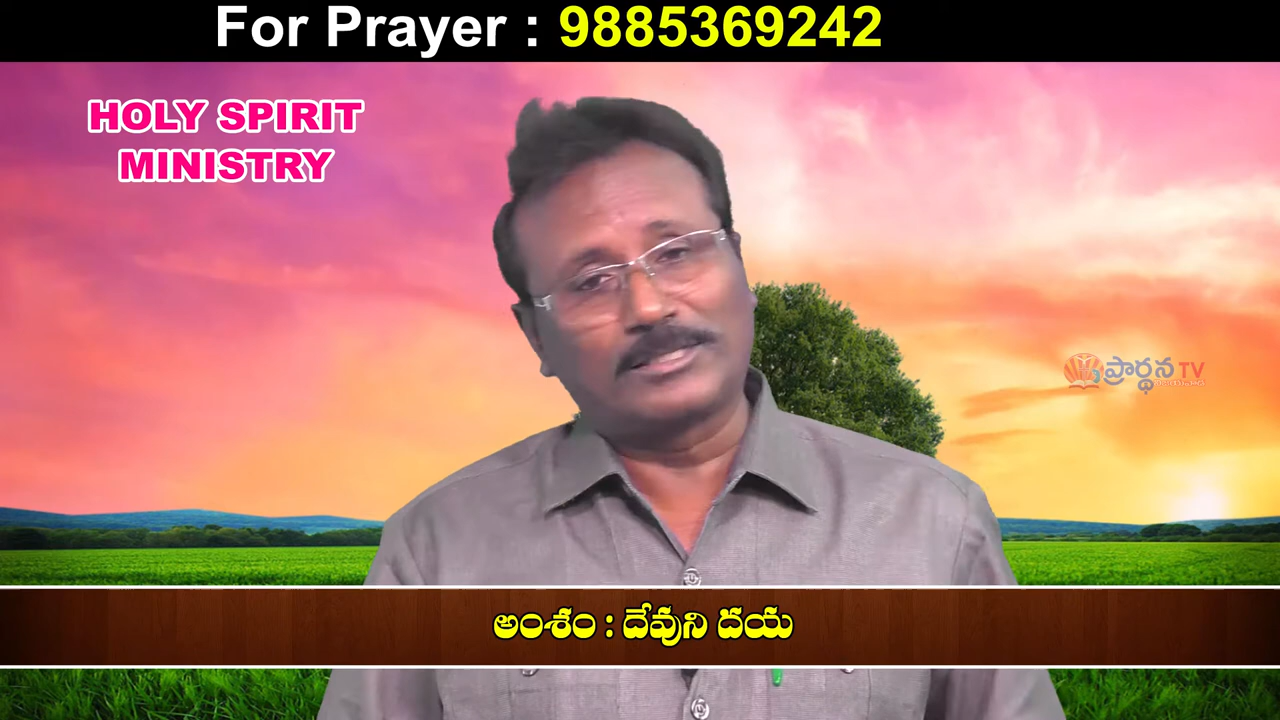 For Prayer : 9885369242
HOLY SPIRIT
MINISTRY
ప్రార్థన TV
అంశం : దేవుని దయ